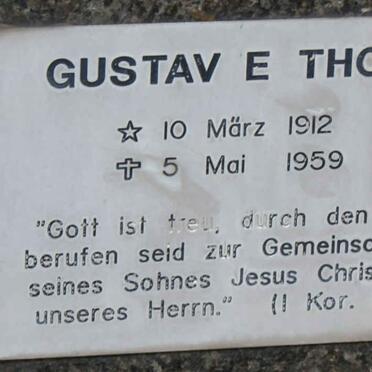 GUSTAV E THO
☆ 10 März 1912
✞ 5 Mai 1959
"Gott ist treu, durch den
berufen seid zur Gemeinsc
seines Sohnes Jesus Chris
unseres Herrn." (I Kor.